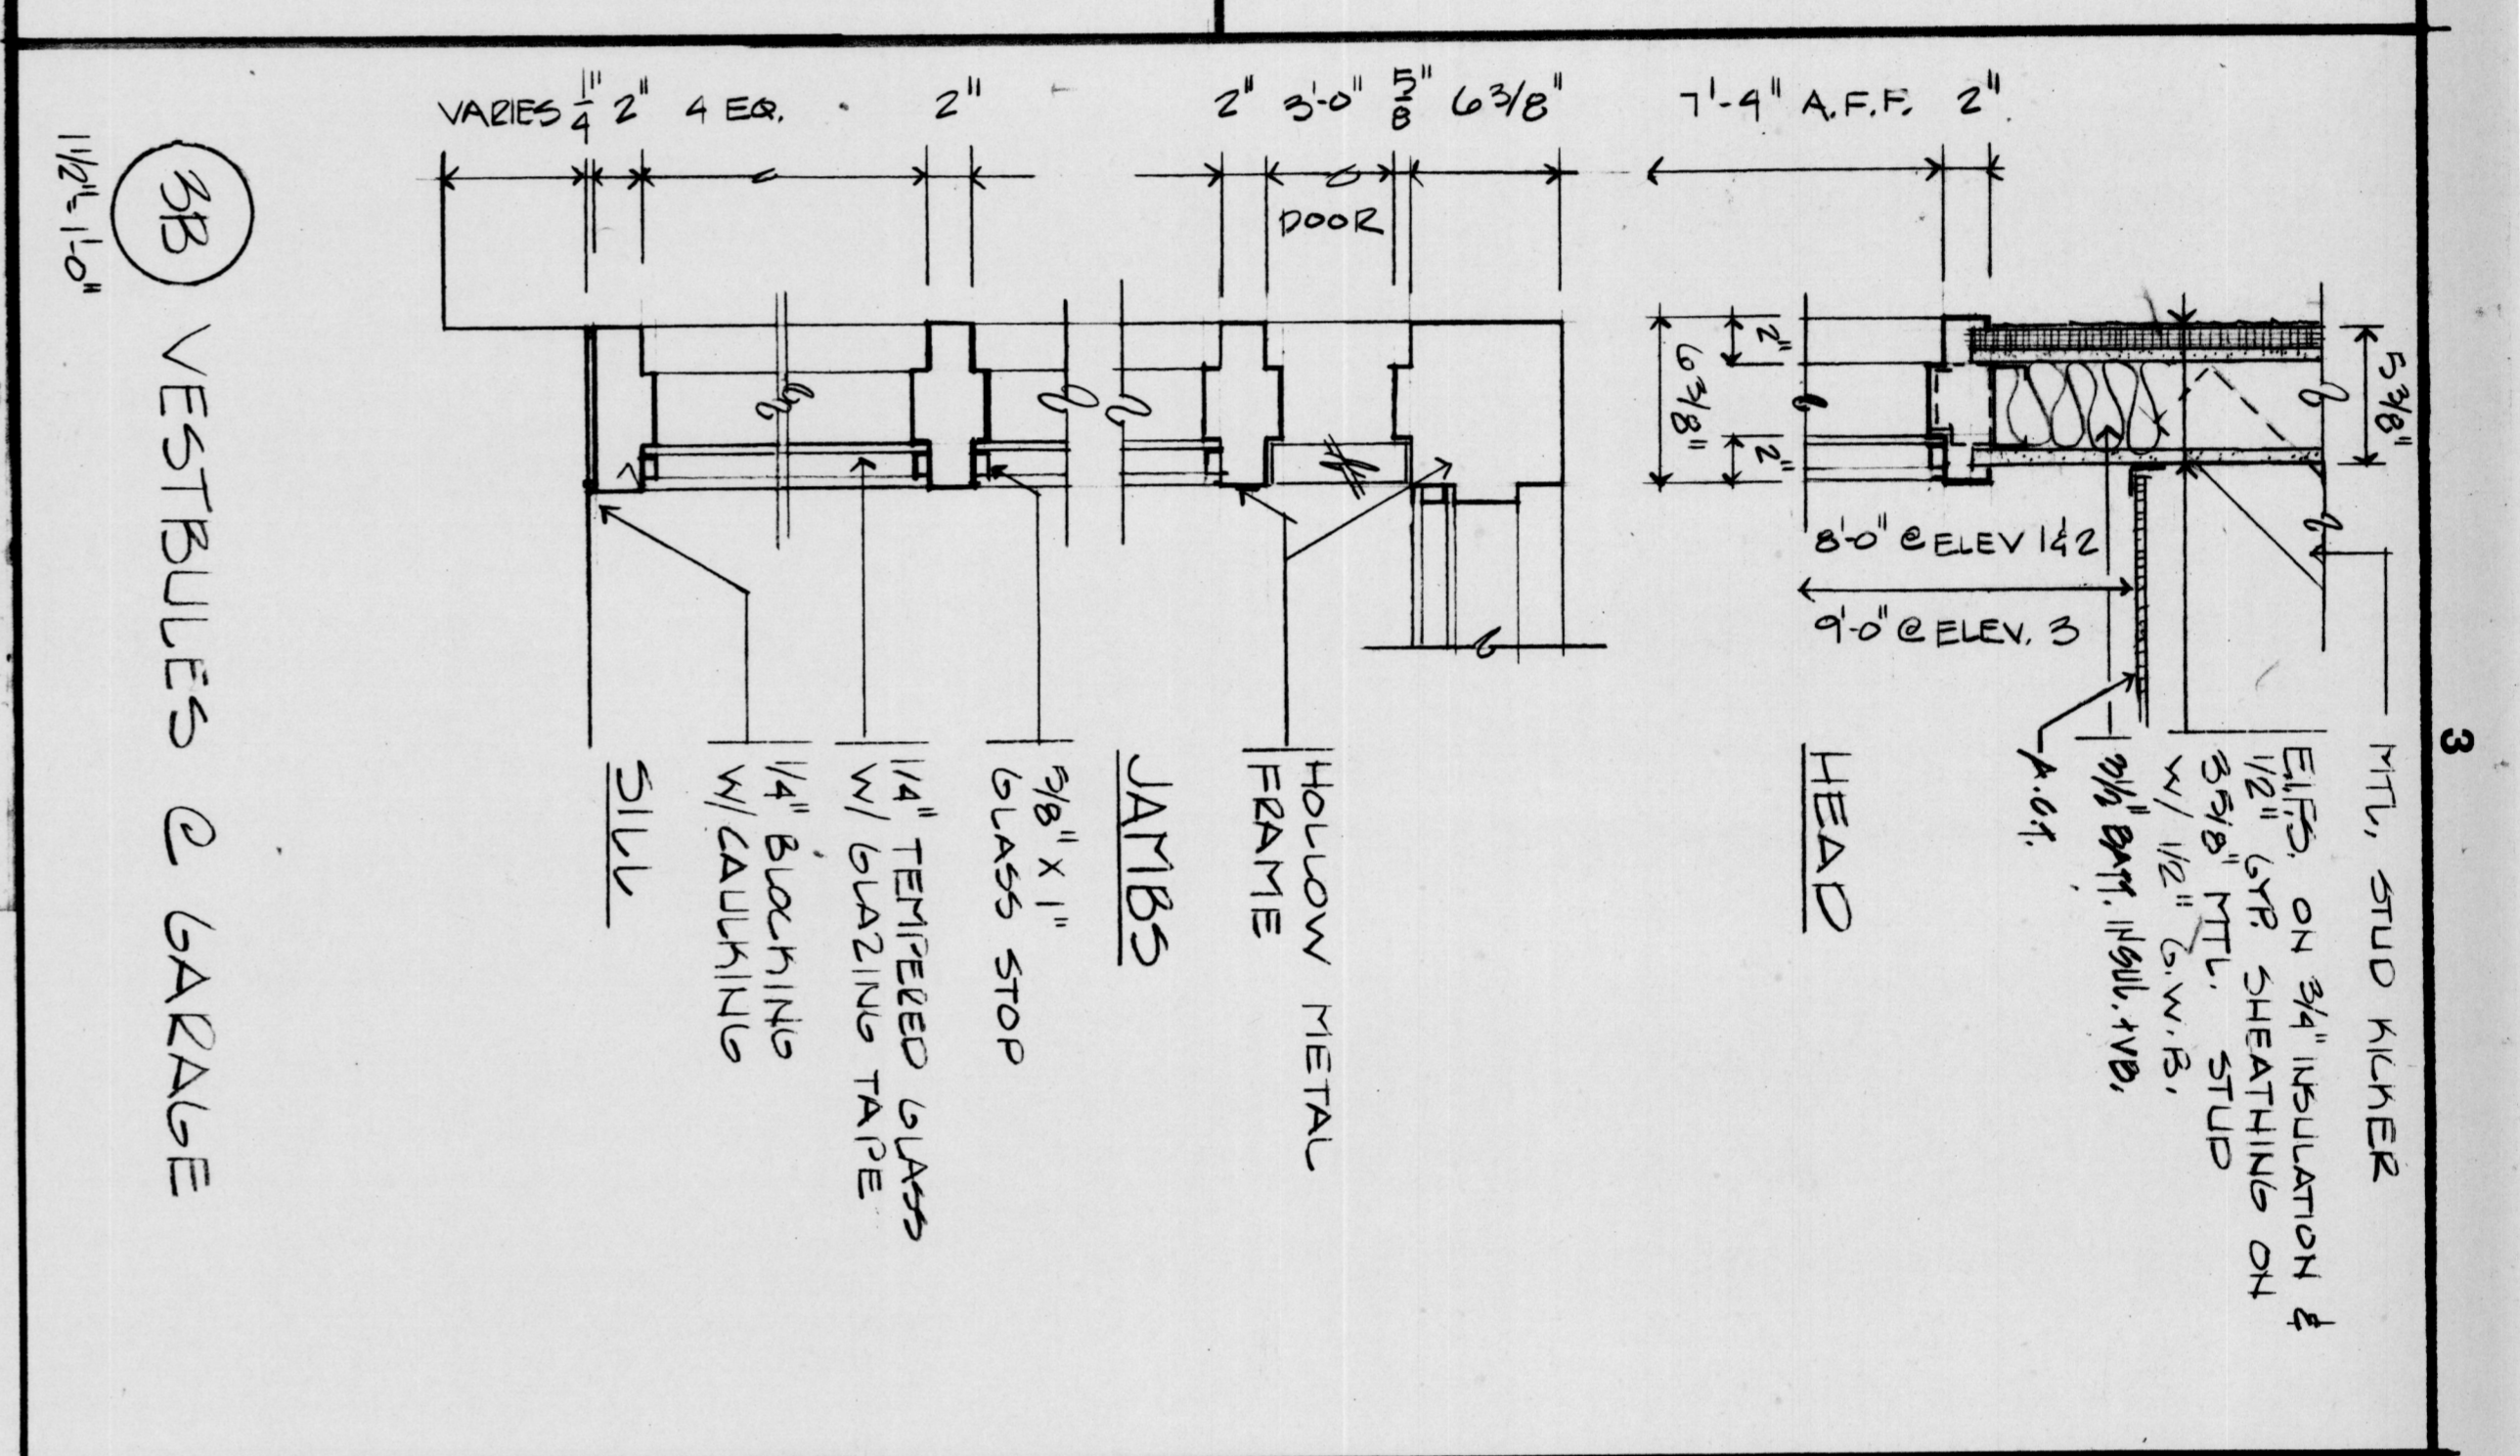 VARIES 1/4" 2" 4 EQ. 2" 2" 3'-0" 5/8" 6 3/8" 7'-4" A.F.F. 2"
DOOR
5 3/8"
2"
6 3/8"
2"
8'-0" @ ELEV 1 & 2
9'-0" @ ELEV. 3
3
MTL. STUD KICKER
E.I.F.S. ON 3/4" INSULATION &
1/2" GYP. SHEATHING ON
3 5/8" MTL. STUD
W/ 1/2" G.W.B.
3 1/2" BATT. INSUL. + VB.
A.C.T.
HEAD
HOLLOW METAL
FRAME
JAMBS
5/8" X 1"
GLASS STOP
1/4" TEMPERED GLASS
W/ GLAZING TAPE
1/4" BLOCKING
W/ CAULKING
SILL
3B VESTBULES @ GARAGE
1 1/2" = 1'-0"